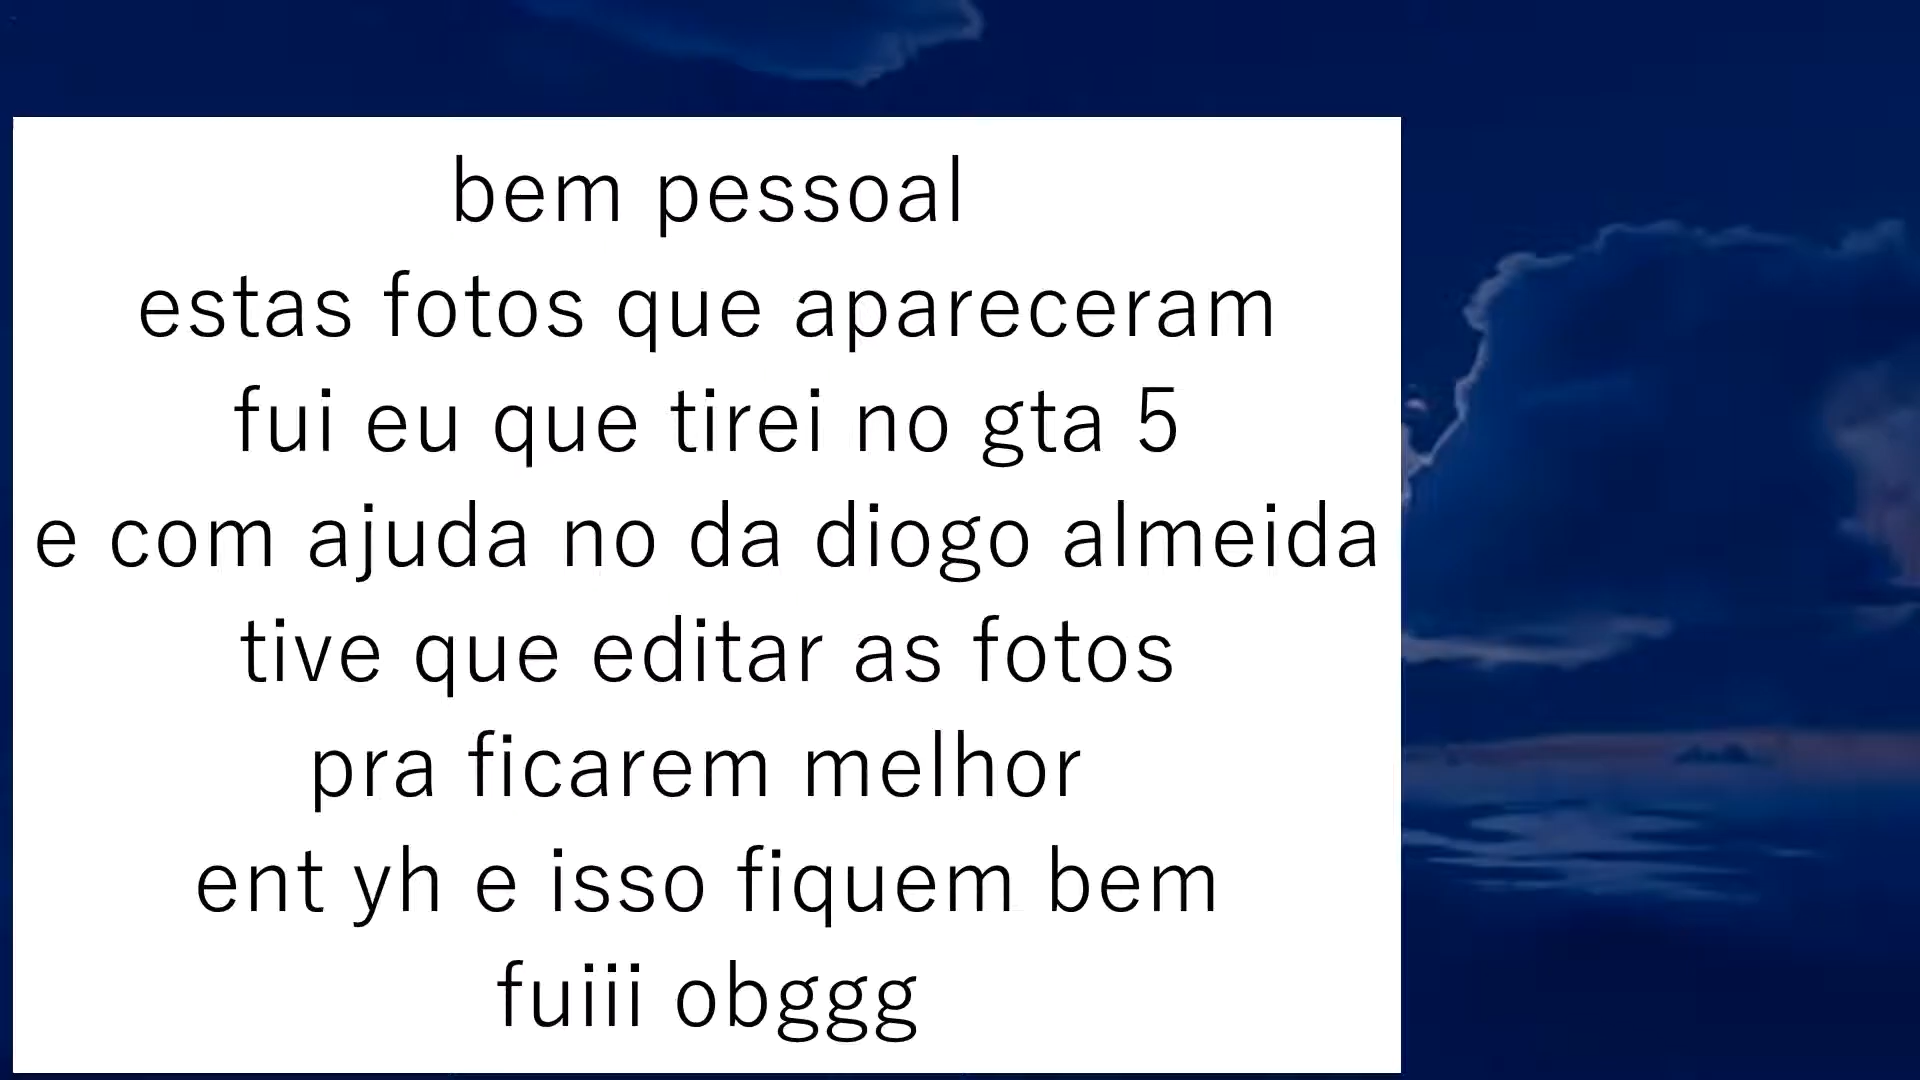 bem pessoal
estas fotos que apareceram
fui eu que tirei no gta 5
e com ajuda no da diogo almeida
tive que editar as fotos
pra ficarem melhor
ent yh e isso fiquem bem
fuiii obggg